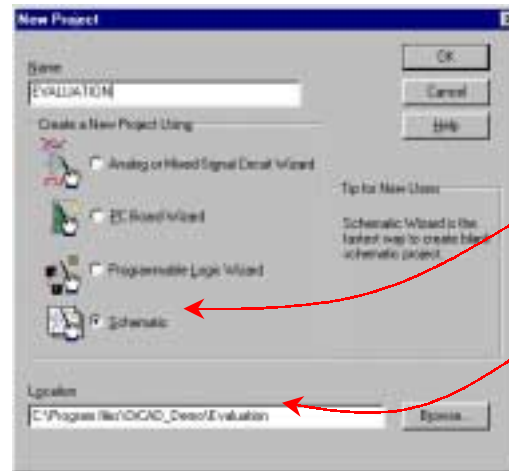 New Project
Name
EVALUATION
OK
Cancel
Help
Create a New Project Using
Analog or Mixed Signal Circuit Wizard
PC Board Wizard
Programmable Logic Wizard
Schematic
Tip for New Users
Schematic Wizard is the
fastest way to create blank
schematic project.
Location
C:\Program files\OrCAD_Demo\Evaluation
Browse...